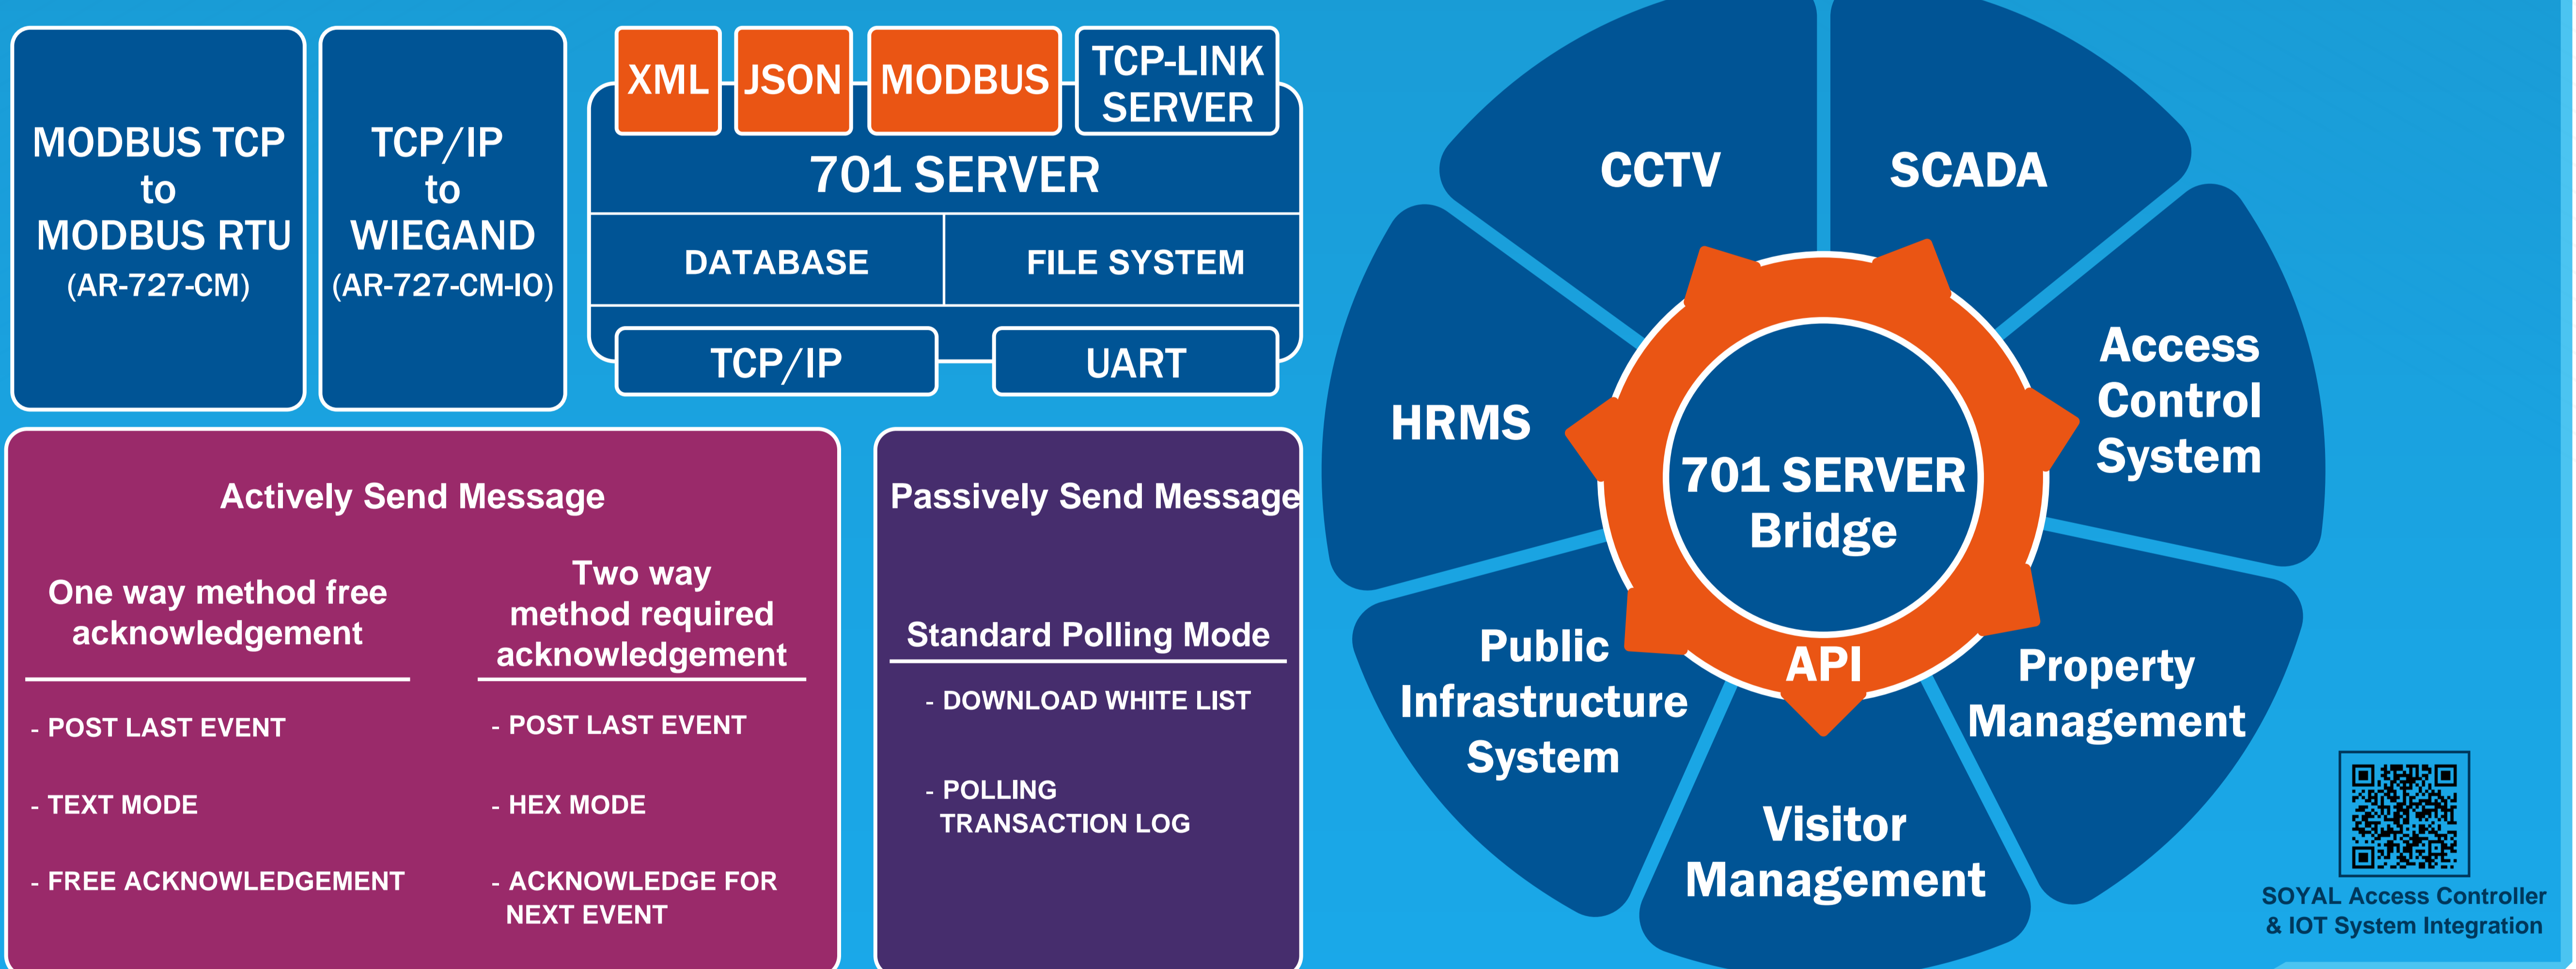 MODBUS TCP
to
MODBUS RTU
(AR-727-CM)
TCP/IP
to
WIEGAND
(AR-727-CM-IO)
XML
JSON
MODBUS
TCP-LINK
SERVER
701 SERVER
DATABASE
FILE SYSTEM
TCP/IP
UART
Actively Send Message
One way method free
acknowledgement
- POST LAST EVENT
- TEXT MODE
- FREE ACKNOWLEDGEMENT
Two way
method required
acknowledgement
- POST LAST EVENT
- HEX MODE
- ACKNOWLEDGE FOR
NEXT EVENT
Passively Send Message
Standard Polling Mode
- DOWNLOAD WHITE LIST
- POLLING
TRANSACTION LOG
CCTV
SCADA
HRMS
Access
Control
System
701 SERVER
Bridge
API
Public
Infrastructure
System
Property
Management
Visitor
Management
SOYAL Access Controller
& IOT System Integration